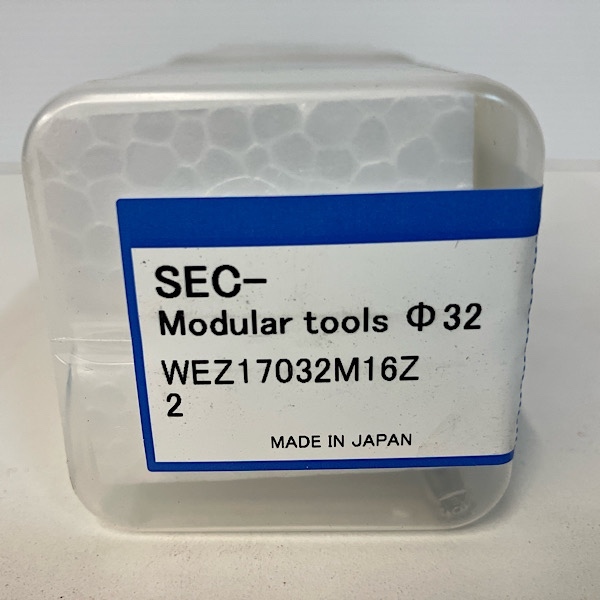 SEC-
Modular tools Φ32
WEZ17032M16Z
2
MADE IN JAPAN